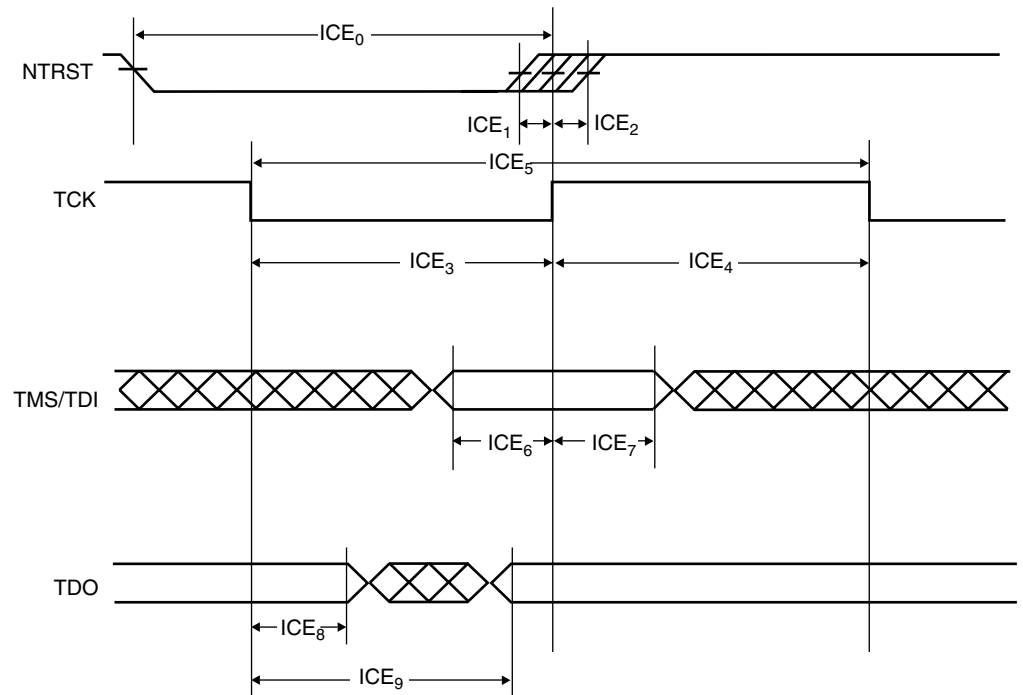 ICE₀
NTRST
ICE₁ ICE₂
ICE₅
TCK
ICE₃ ICE₄
TMS/TDI
ICE₆ ICE₇
TDO
ICE₈
ICE₉